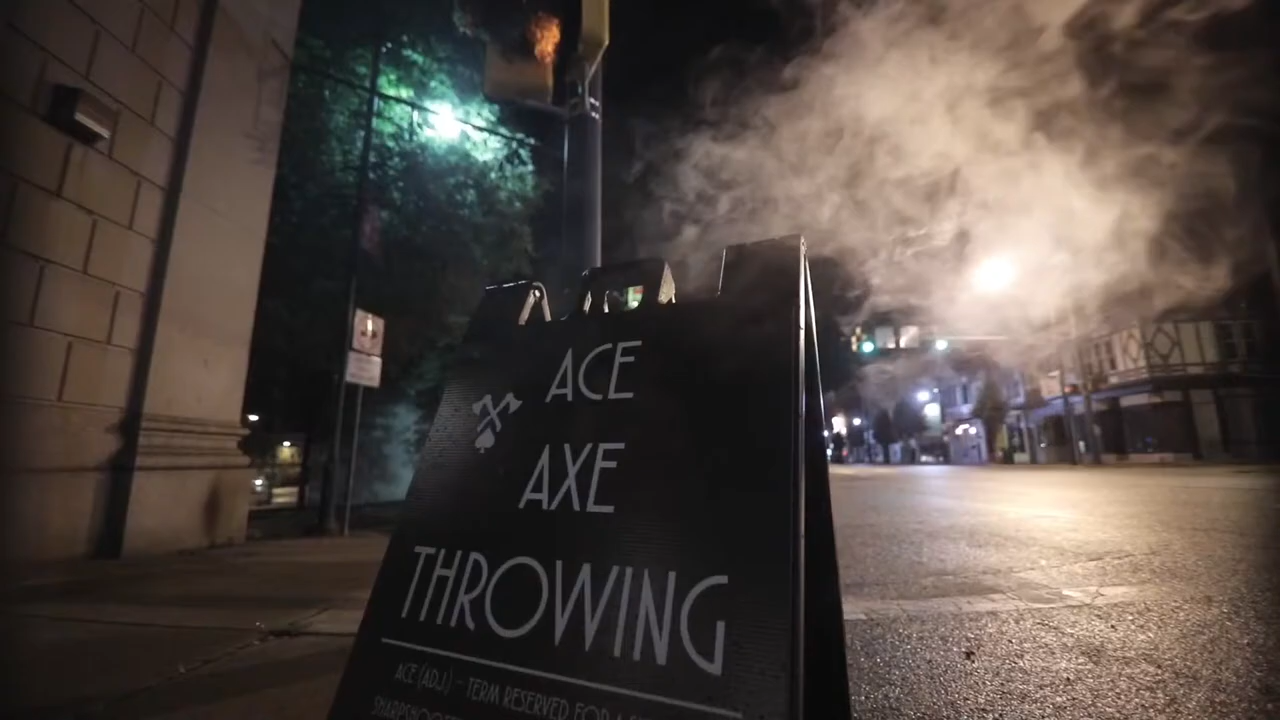 ACE
AXE
THROWING
ACE (ADJ.) - TERM RESERVED FOR A